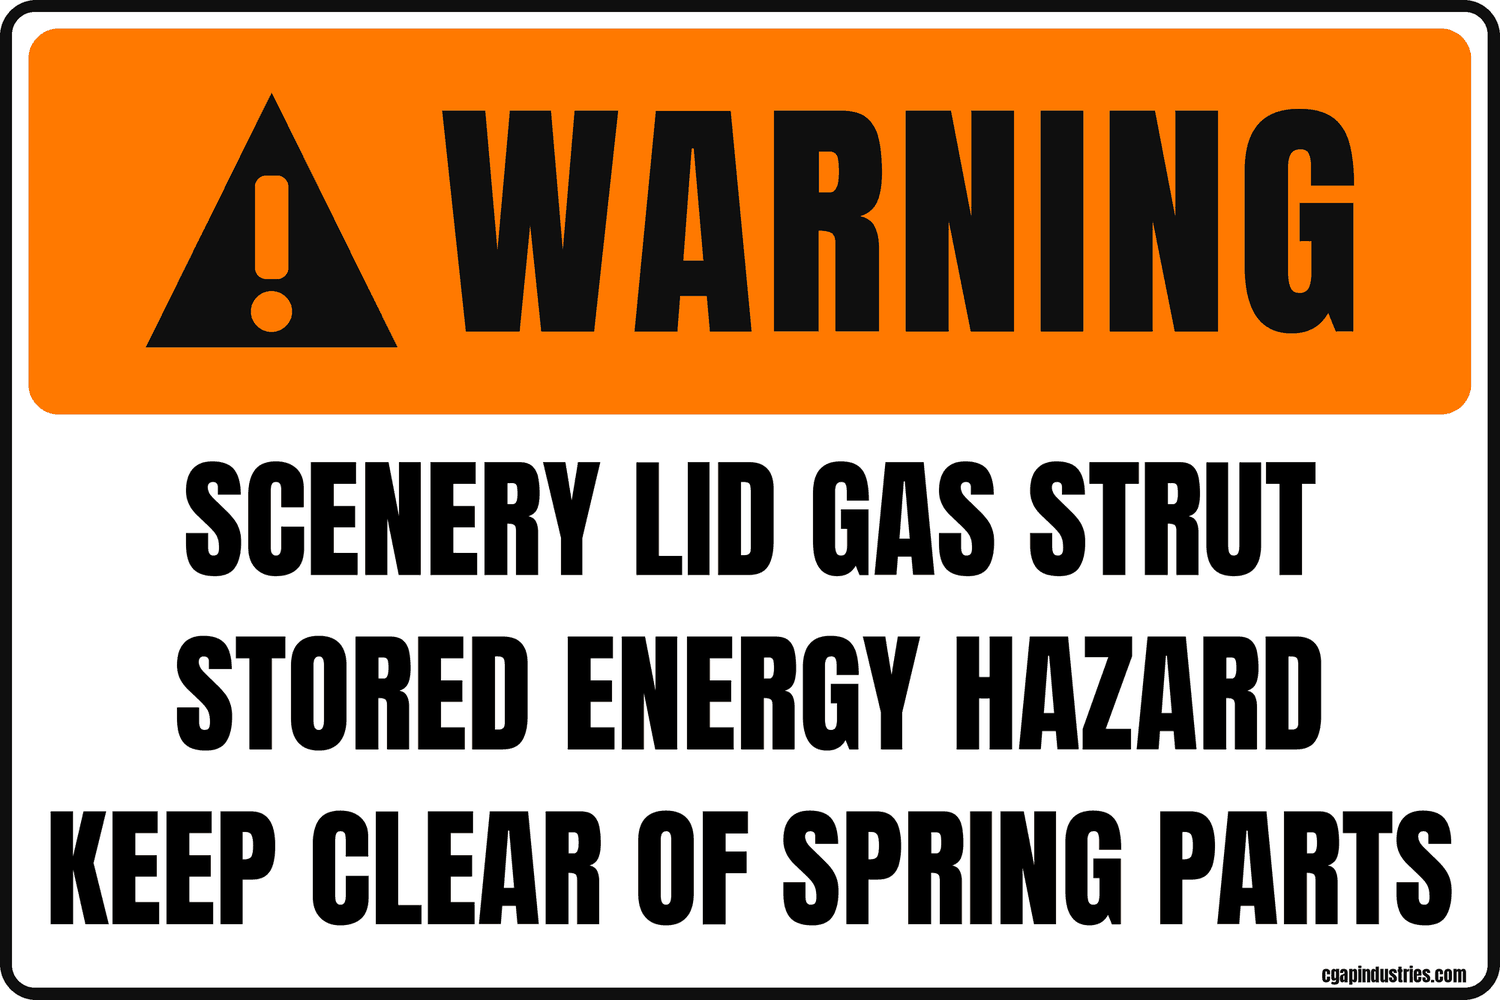 WARNING
SCENERY LID GAS STRUT
STORED ENERGY HAZARD
KEEP CLEAR OF SPRING PARTS
cgapindustries.com